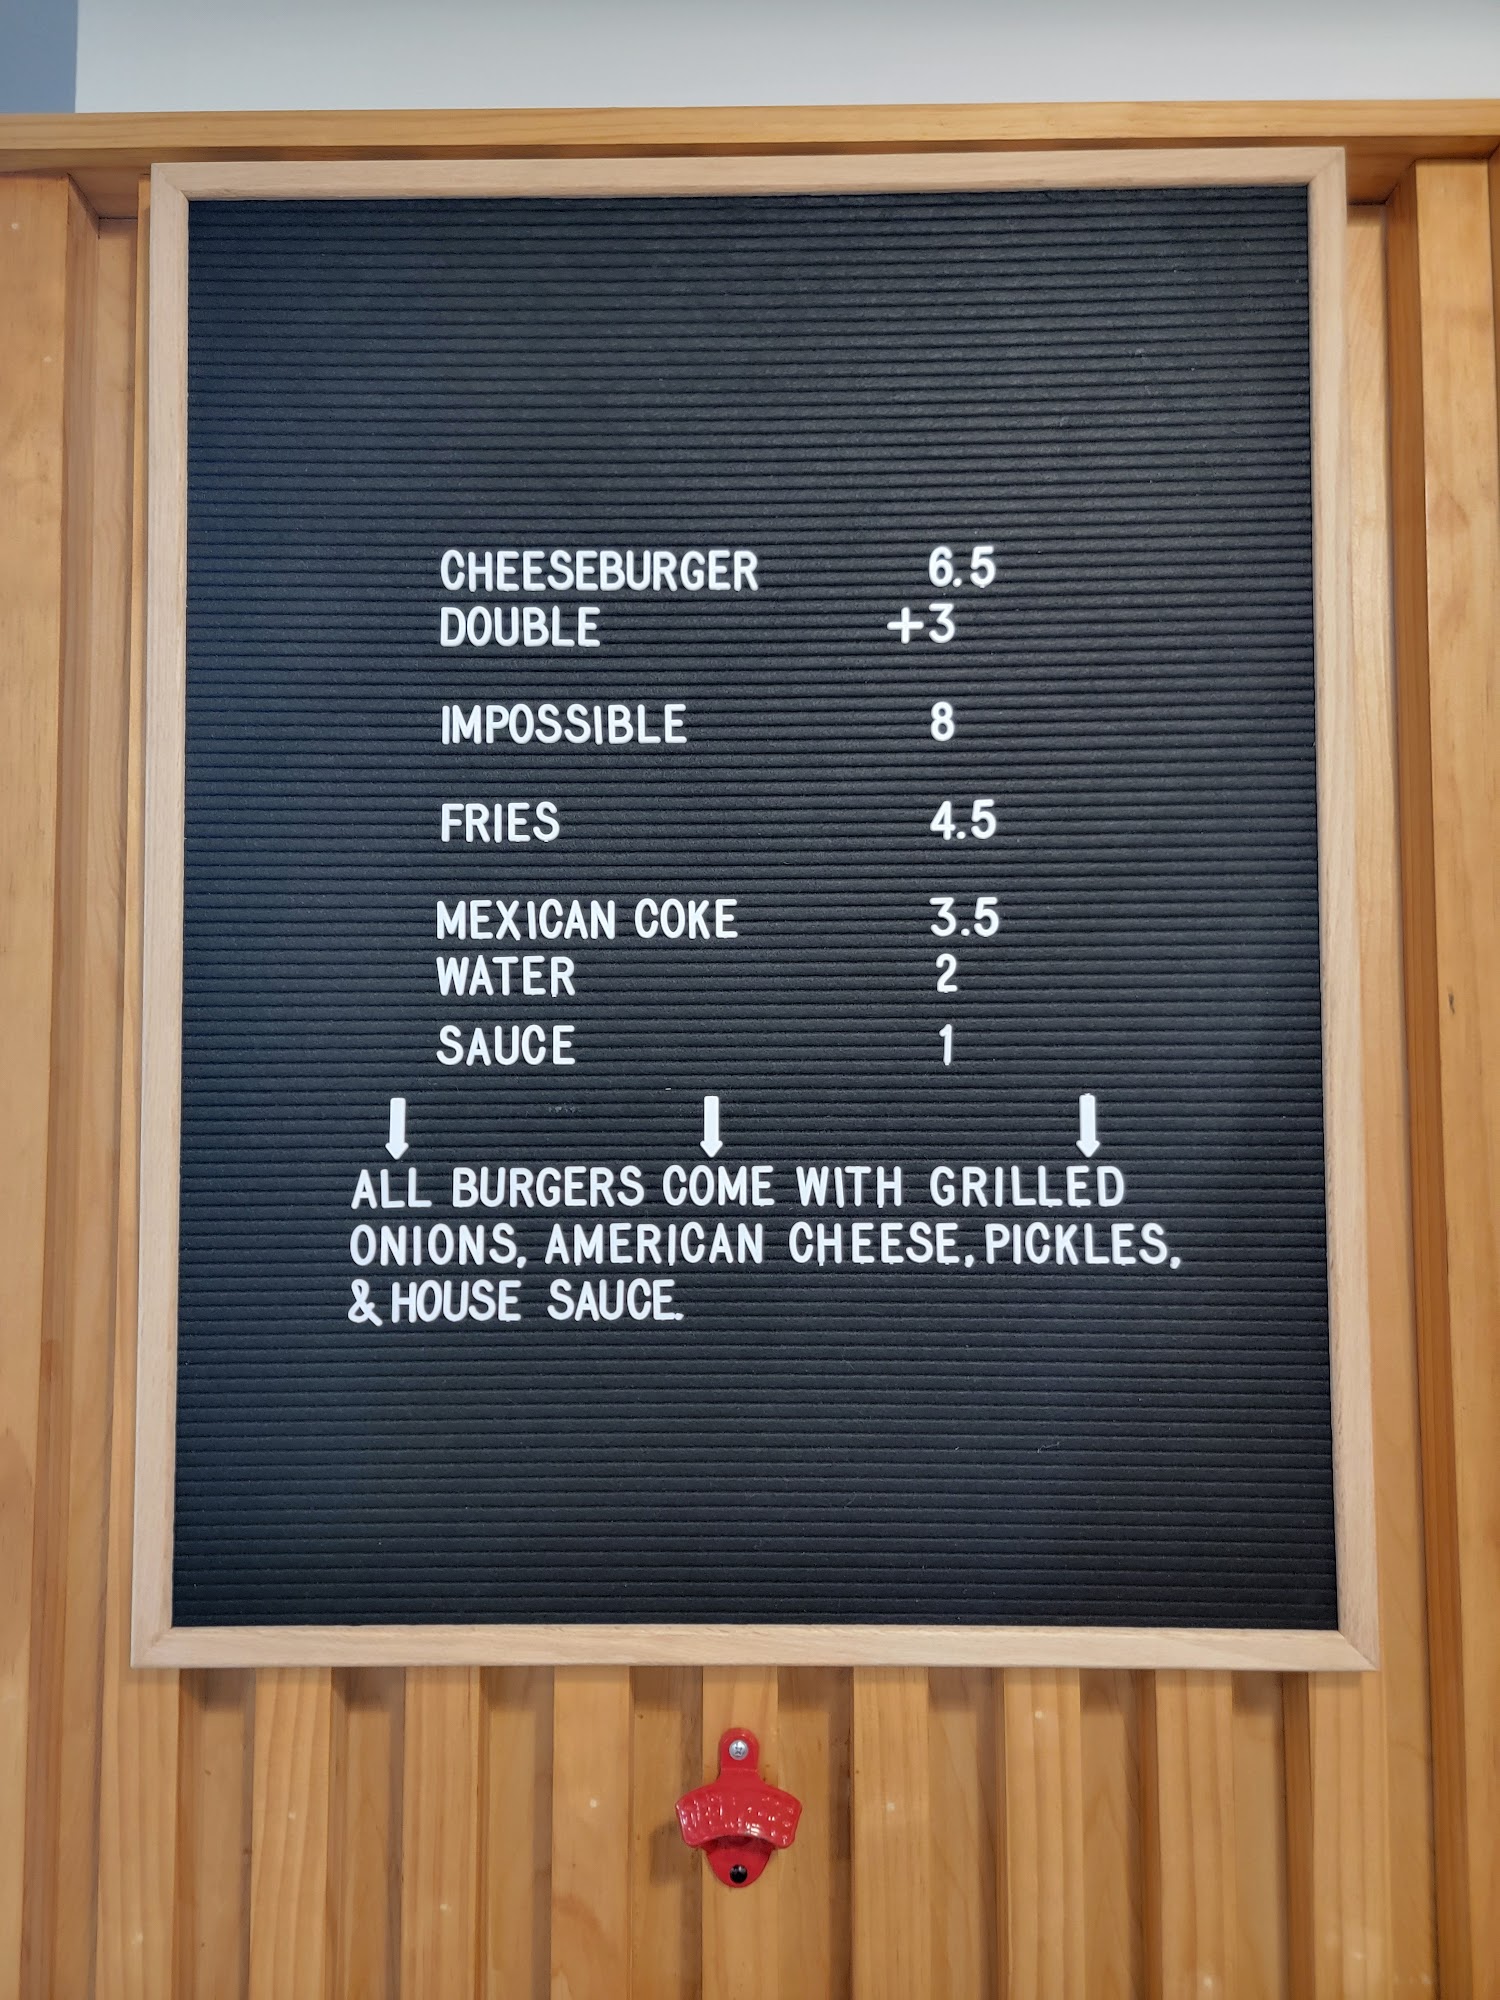 CHEESEBURGER 6.5
DOUBLE +3
IMPOSSIBLE 8
FRIES 4.5
MEXICAN COKE 3.5
WATER 2
SAUCE 1
ALL BURGERS COME WITH GRILLED
ONIONS, AMERICAN CHEESE, PICKLES,
& HOUSE SAUCE.